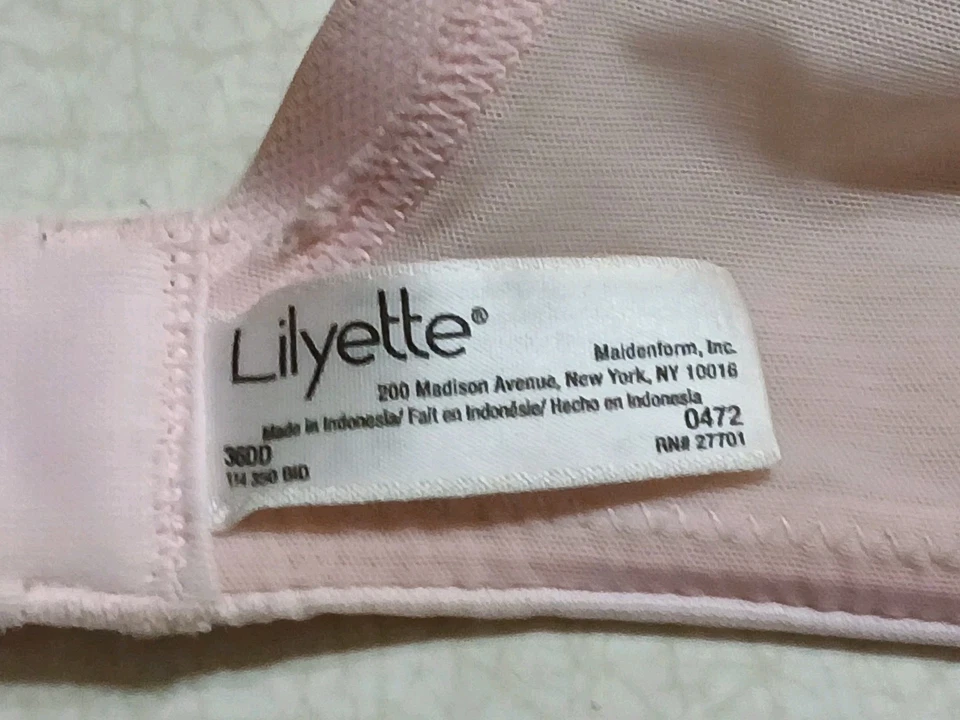 Lilyette®
Maidenform, Inc.
200 Madison Avenue, New York, NY 10016
Made in Indonesia/ Fait en Indonésie/ Hecho en Indonesia
36DD
0472
RN# 27701